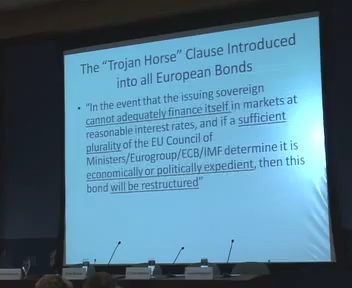 The "Trojan Horse" Clause Introduced
into all European Bonds
• "In the event that the issuing sovereign
cannot adequately finance itself in markets at
reasonable interest rates, and if a sufficient
plurality of the EU Council of
Ministers/Eurogroup/ECB/IMF determine it is
economically or politically expedient, then this
bond will be restructured"